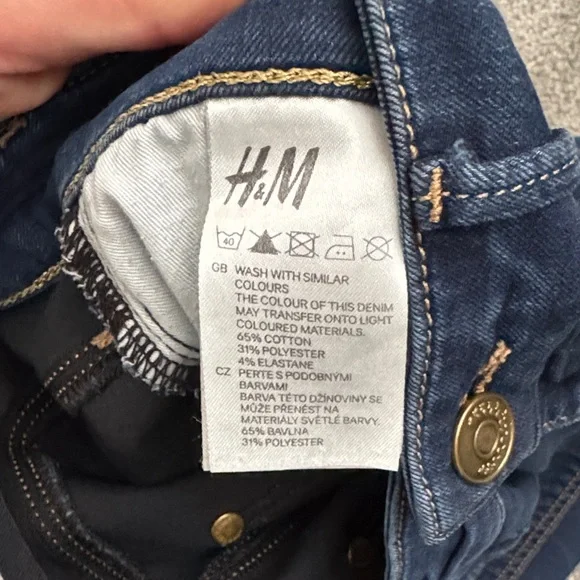 H&M
40
GB WASH WITH SIMILAR
COLOURS
THE COLOUR OF THIS DENIM
MAY TRANSFER ONTO LIGHT
COLOURED MATERIALS.
65% COTTON
31% POLYESTER
4% ELASTANE
CZ PERTE S PODOBNÝMI
BARVAMI
BARVA TÉTO DŽÍNOVINY SE
MŮŽE PŘENÉST NA
MATERIÁLY SVĚTLÉ BARVY.
65% BAVLNA
31% POLYESTER